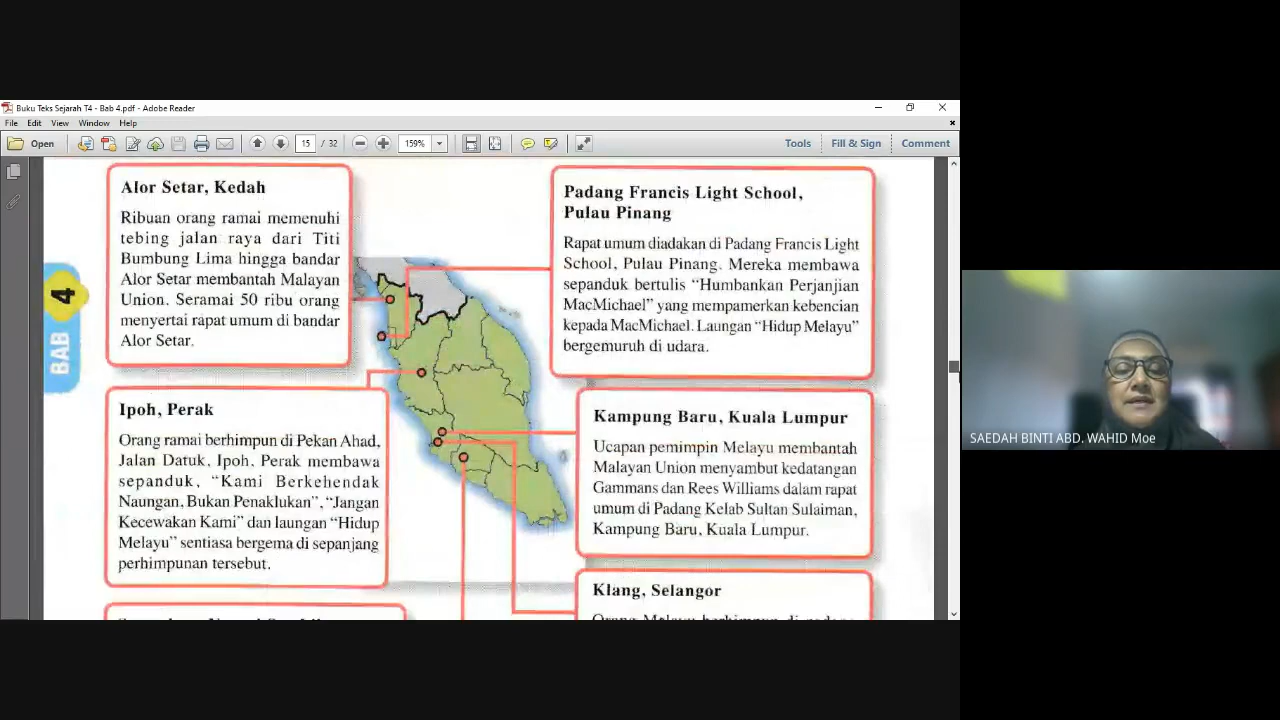 Buku Teks Sejarah T4 - Bab 4.pdf - Adobe Reader
File Edit View Window Help
Open
15 / 32
159%
Tools
Fill & Sign
Comment
Alor Setar, Kedah
Ribuan orang ramai memenuhi
tebing jalan raya dari Titi
Bumbung Lima hingga bandar
Alor Setar membantah Malayan
Union. Seramai 50 ribu orang
menyertai rapat umum di bandar
Alor Setar.
Padang Francis Light School,
Pulau Pinang
Rapat umum diadakan di Padang Francis Light
School, Pulau Pinang. Mereka membawa
sepanduk bertulis “Humbankan Perjanjian
MacMichael” yang mempamerkan kebencian
kepada MacMichael. Laungan “Hidup Melayu”
bergemuruh di udara.
BAB 4
Ipoh, Perak
Orang ramai berhimpun di Pekan Ahad,
Jalan Datuk, Ipoh, Perak membawa
sepanduk, “Kami Berkehendak
Naungan, Bukan Penaklukan”, “Jangan
Kecewakan Kami” dan laungan “Hidup
Melayu” sentiasa bergema di sepanjang
perhimpunan tersebut.
Kampung Baru, Kuala Lumpur
Ucapan pemimpin Melayu membantah
Malayan Union menyambut kedatangan
Gammans dan Rees Williams dalam rapat
umum di Padang Kelab Sultan Sulaiman,
Kampung Baru, Kuala Lumpur.
Klang, Selangor
SAEDAH BINTI ABD. WAHID Moe